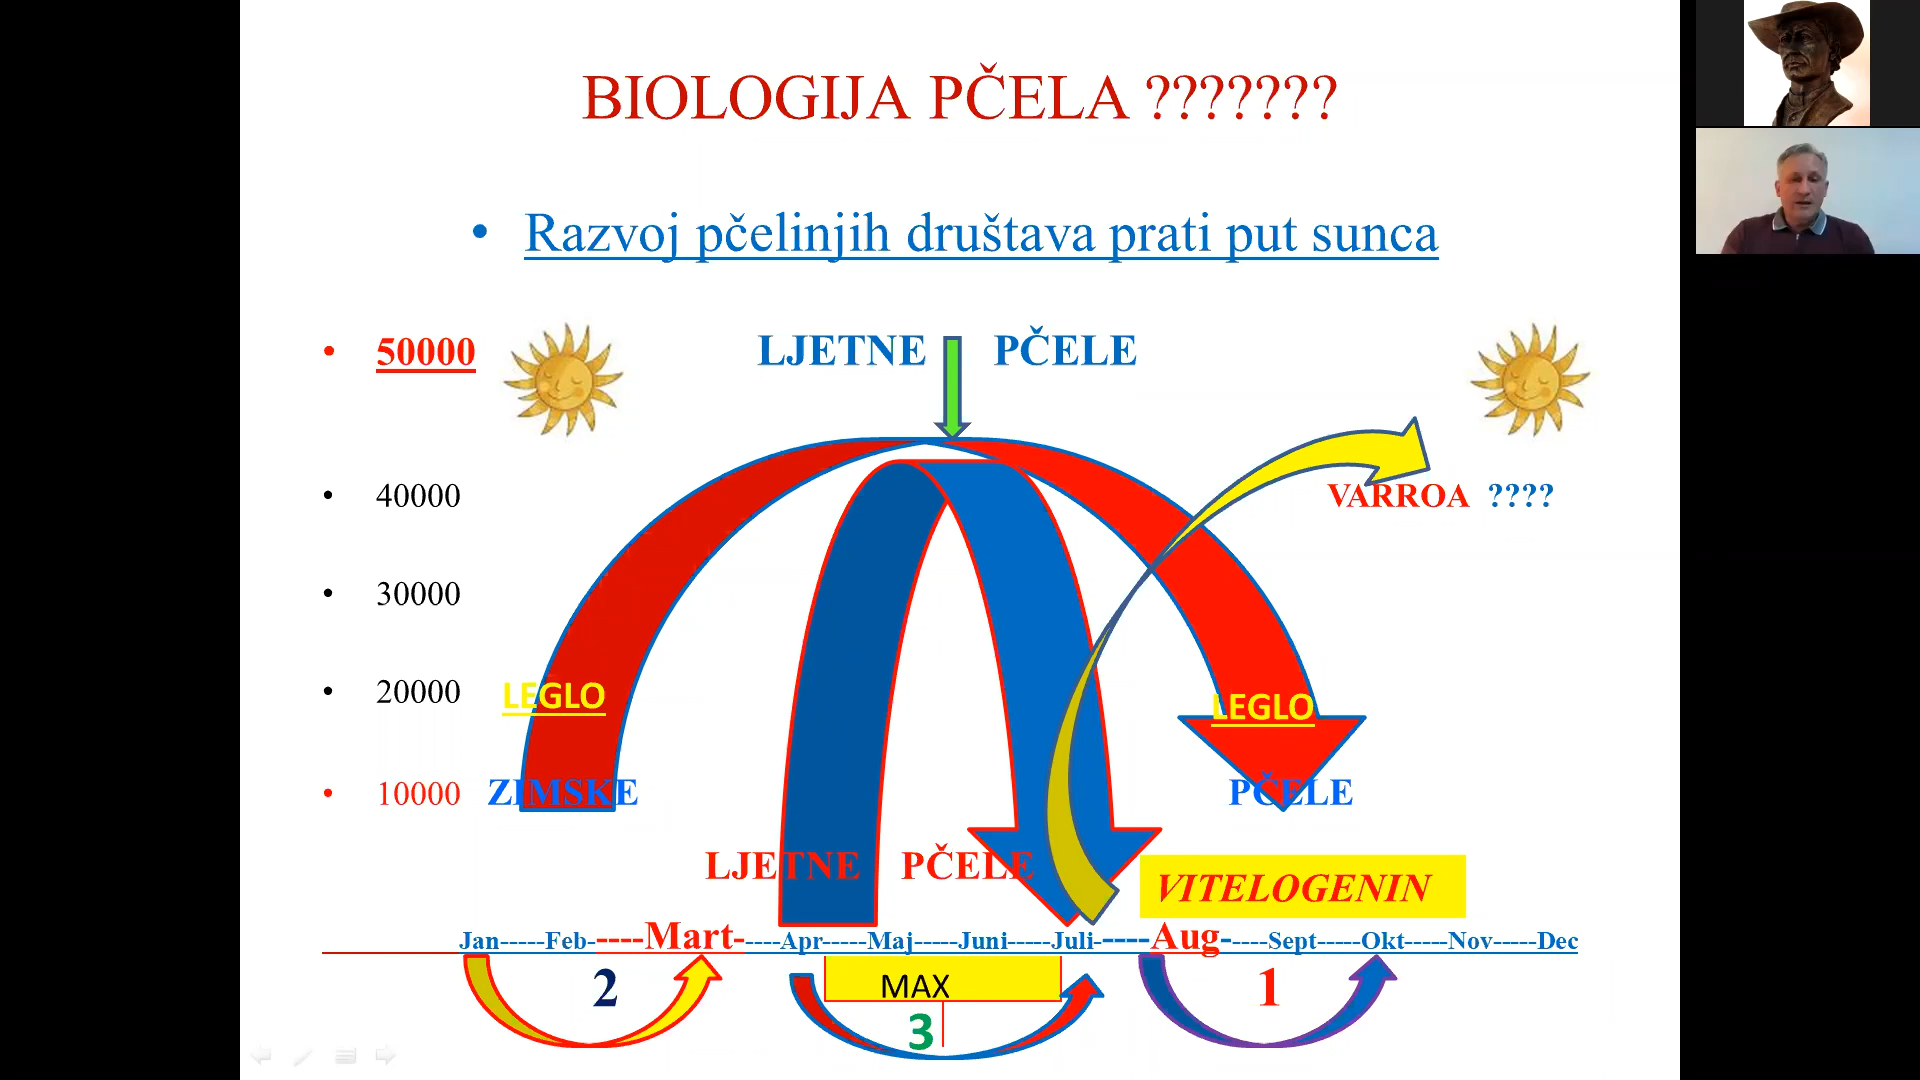 BIOLOGIJA PČELA ???????
• Razvoj pčelinjih društava prati put sunca
• 50000
LJETNE PČELE
• 40000
VARROA ????
• 30000
• 20000
LEGLO
LEGLO
• 10000
ZIMSKE
PČELE
LJETNE PČELE
VITELOGENIN
Jan-----Feb------Mart-----Apr-----Maj-----Juni-----Juli------Aug-----Sept-----Okt-----Nov-----Dec
2
MAX
3
1